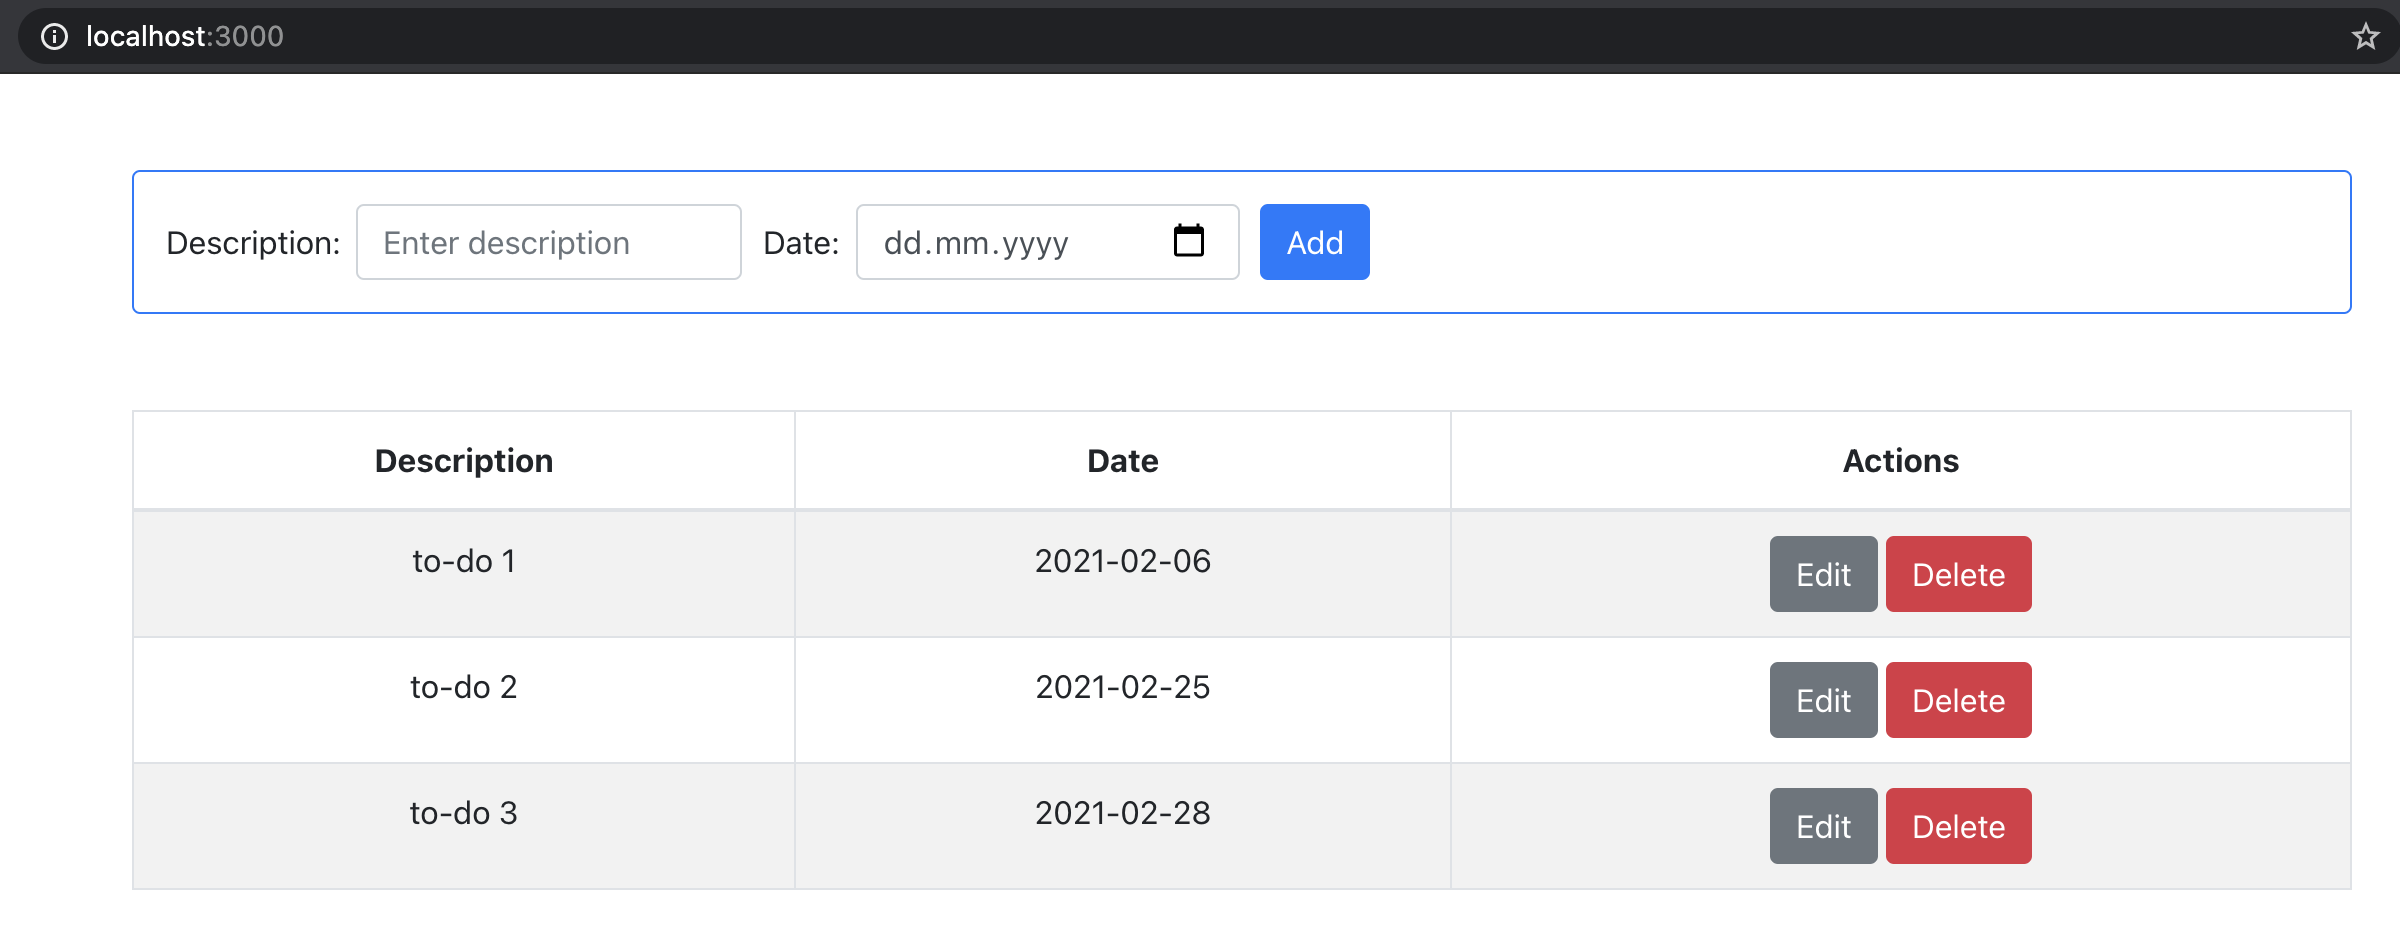 localhost:3000
Description: Enter description Date: dd.mm.yyyy Add
Description Date Actions
to-do 1 2021-02-06 Edit Delete
to-do 2 2021-02-25 Edit Delete
to-do 3 2021-02-28 Edit Delete